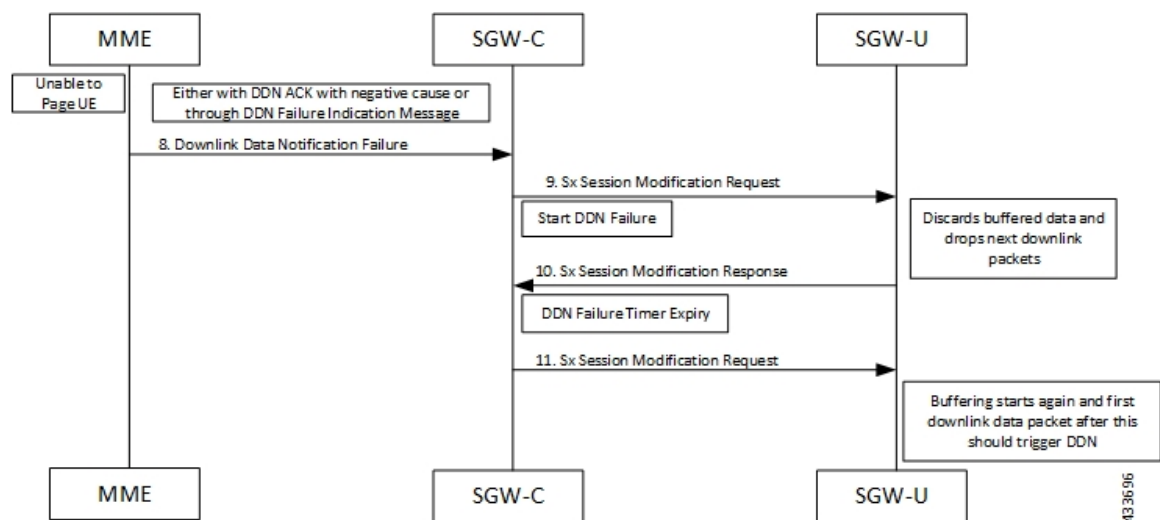 MME
SGW-C
SGW-U
Unable to
Page UE
Either with DDN ACK with negative cause or
through DDN Failure Indication Message
8. Downlink Data Notification Failure
9. Sx Session Modification Request
Start DDN Failure
Discards buffered data and
drops next downlink
packets
10. Sx Session Modification Response
DDN Failure Timer Expiry
11. Sx Session Modification Request
Buffering starts again and first
downlink data packet after this
should trigger DDN
MME
SGW-C
SGW-U
433696